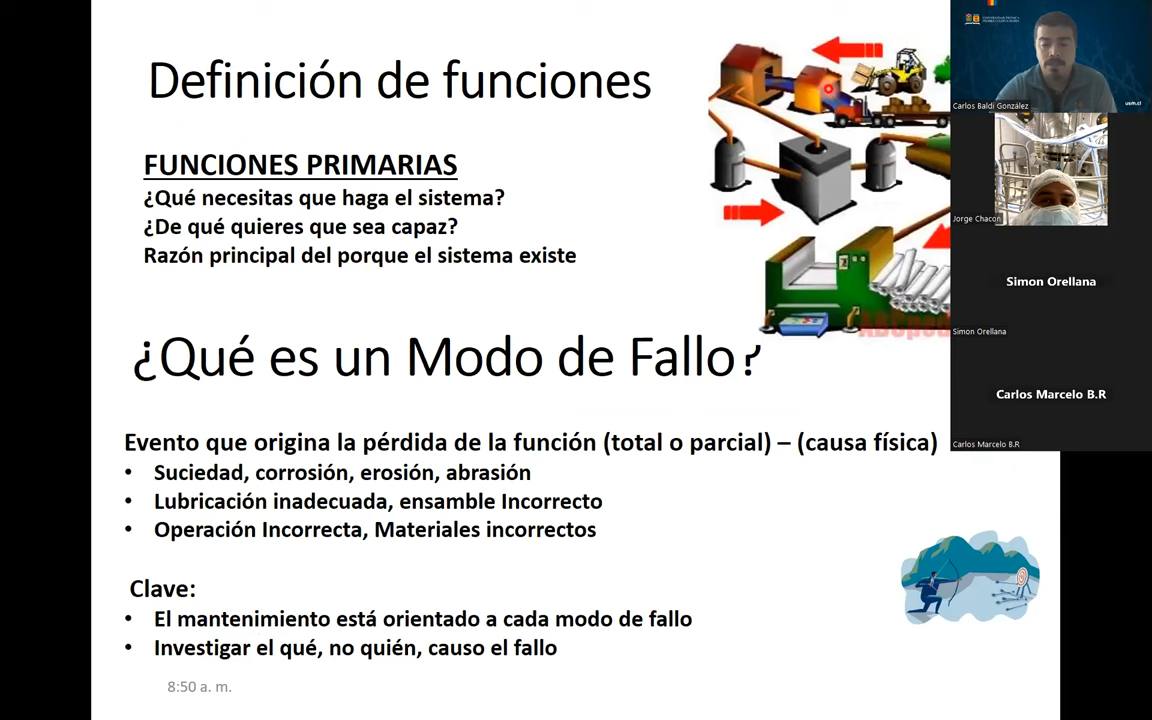 Definición de funciones
FUNCIONES PRIMARIAS
¿Qué necesitas que haga el sistema?
¿De qué quieres que sea capaz?
Razón principal del porque el sistema existe
¿Qué es un Modo de Fallo?
Evento que origina la pérdida de la función (total o parcial) – (causa física)
• Suciedad, corrosión, erosión, abrasión
• Lubricación inadecuada, ensamble Incorrecto
• Operación Incorrecta, Materiales incorrectos
Clave:
• El mantenimiento está orientado a cada modo de fallo
• Investigar el qué, no quién, causo el fallo
8:50 a. m.
usm.cl
Carlos Baldi González
Jorge Chacon
Simon Orellana
Simon Orellana
Carlos Marcelo B.R
Carlos Marcelo B.R